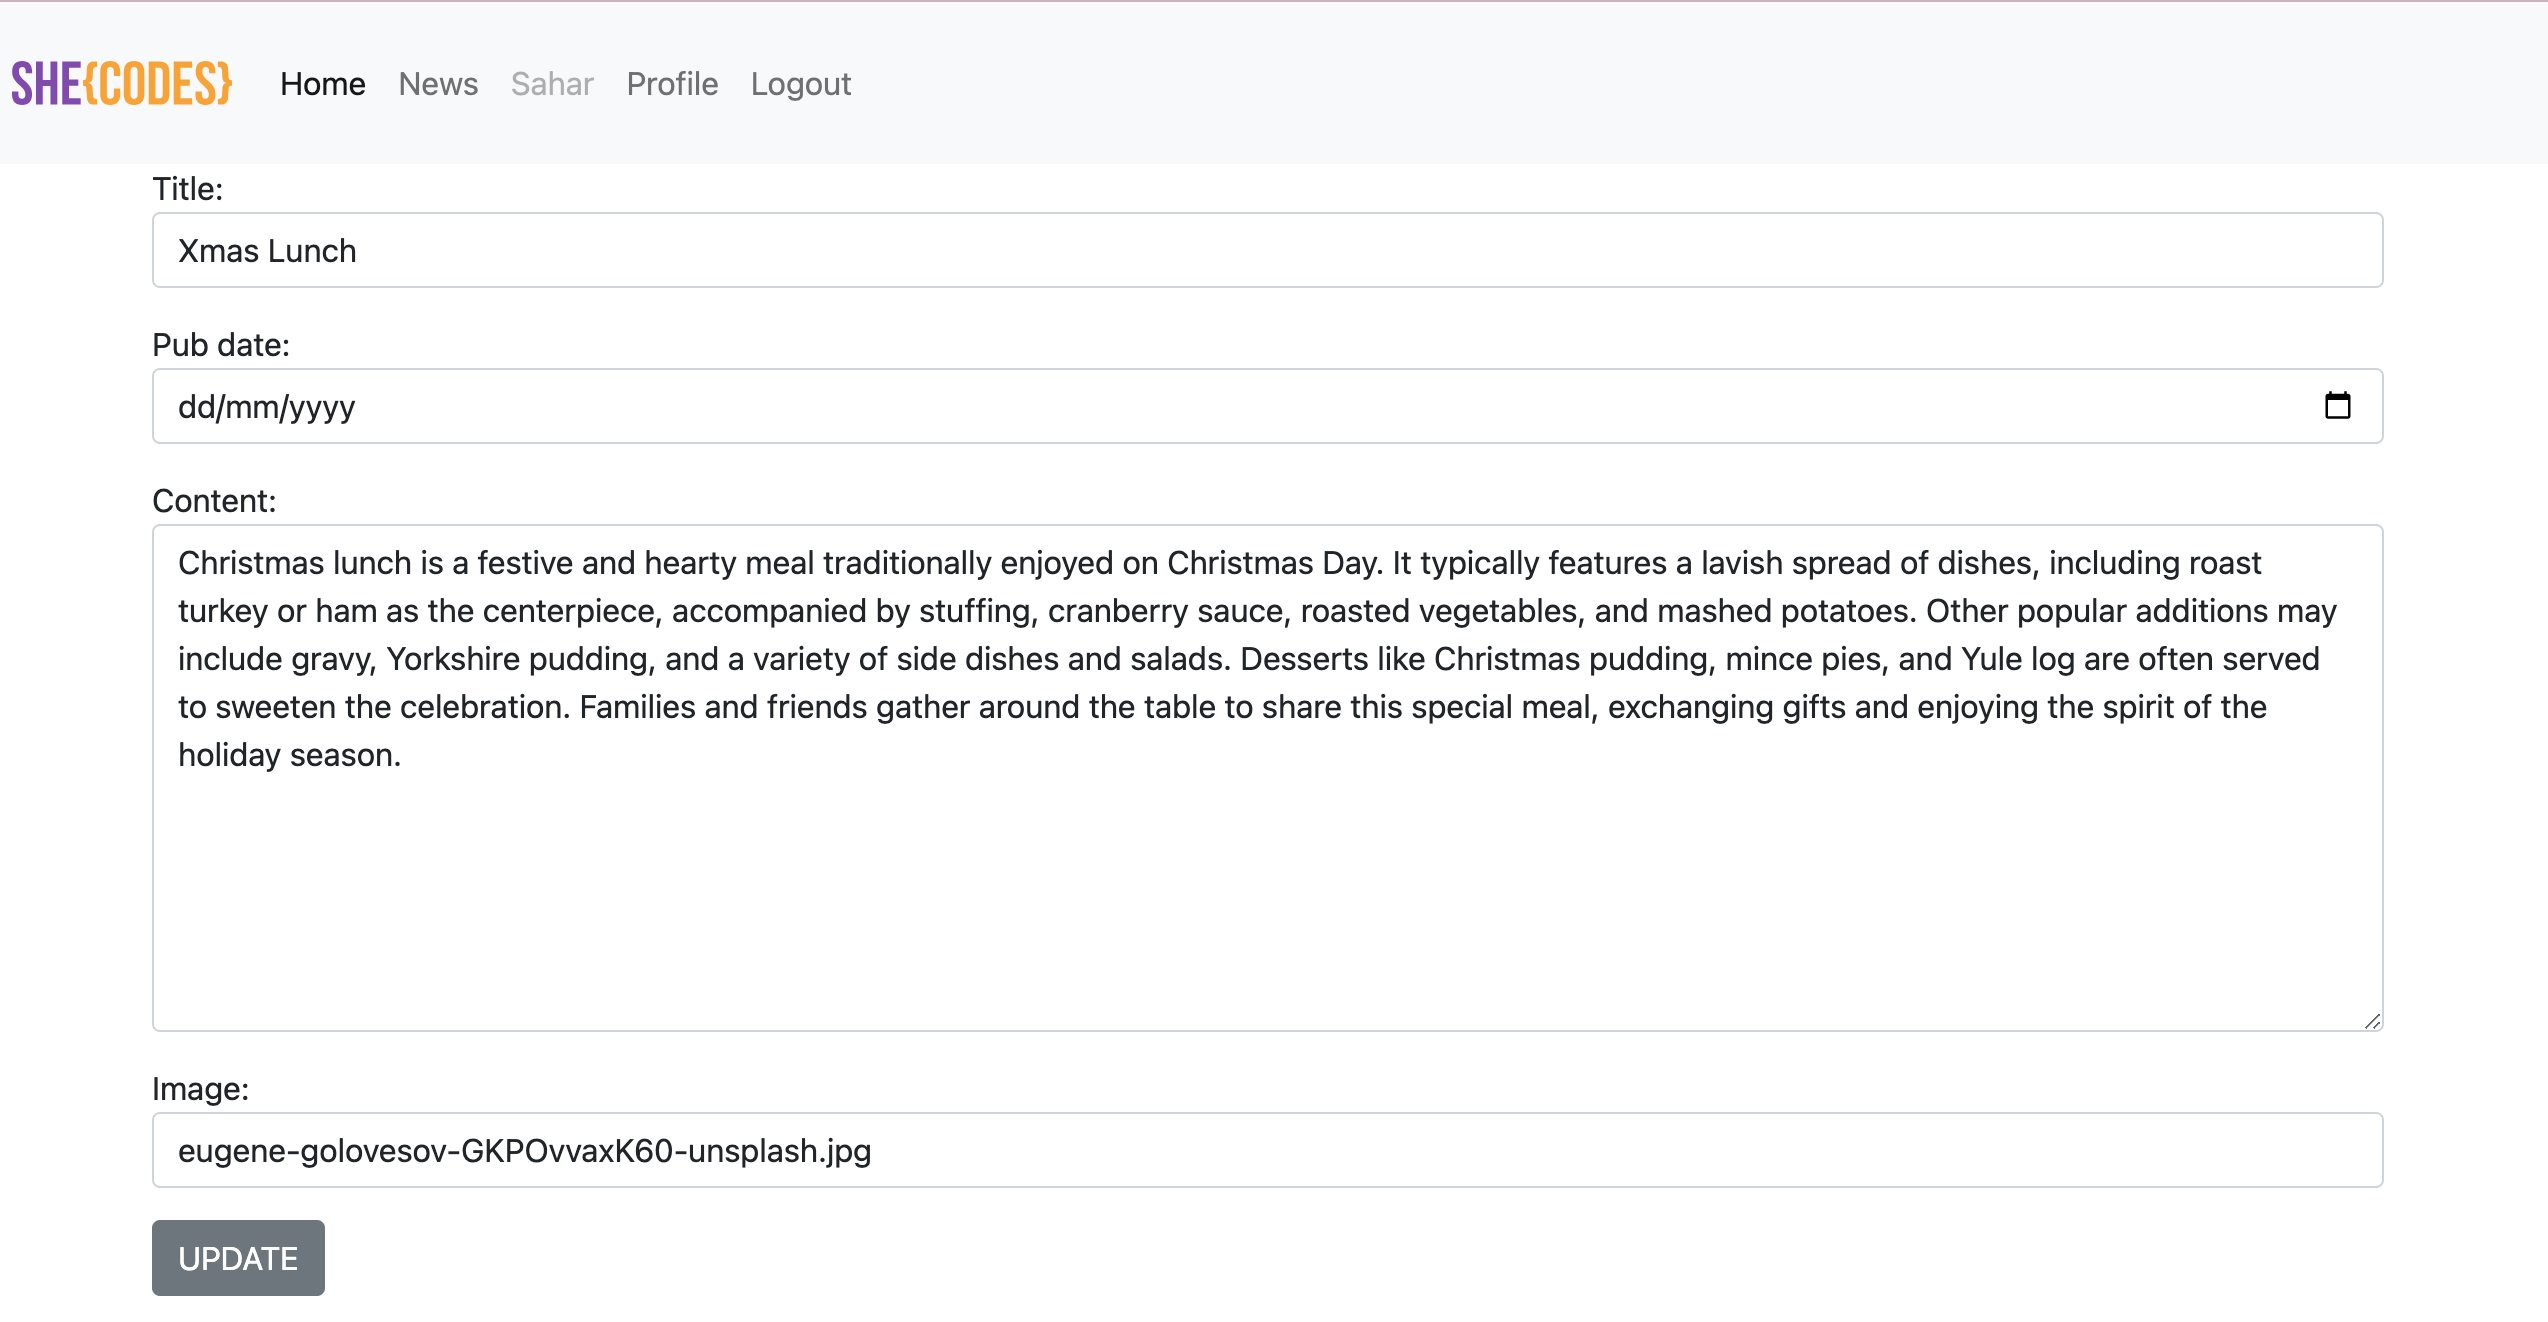 SHE{CODES} Home News Sahar Profile Logout
Title:
Xmas Lunch
Pub date:
dd/mm/yyyy
Content:
Christmas lunch is a festive and hearty meal traditionally enjoyed on Christmas Day. It typically features a lavish spread of dishes, including roast
turkey or ham as the centerpiece, accompanied by stuffing, cranberry sauce, roasted vegetables, and mashed potatoes. Other popular additions may
include gravy, Yorkshire pudding, and a variety of side dishes and salads. Desserts like Christmas pudding, mince pies, and Yule log are often served
to sweeten the celebration. Families and friends gather around the table to share this special meal, exchanging gifts and enjoying the spirit of the
holiday season.
Image:
eugene-golovesov-GKPOvvaxK60-unsplash.jpg
UPDATE